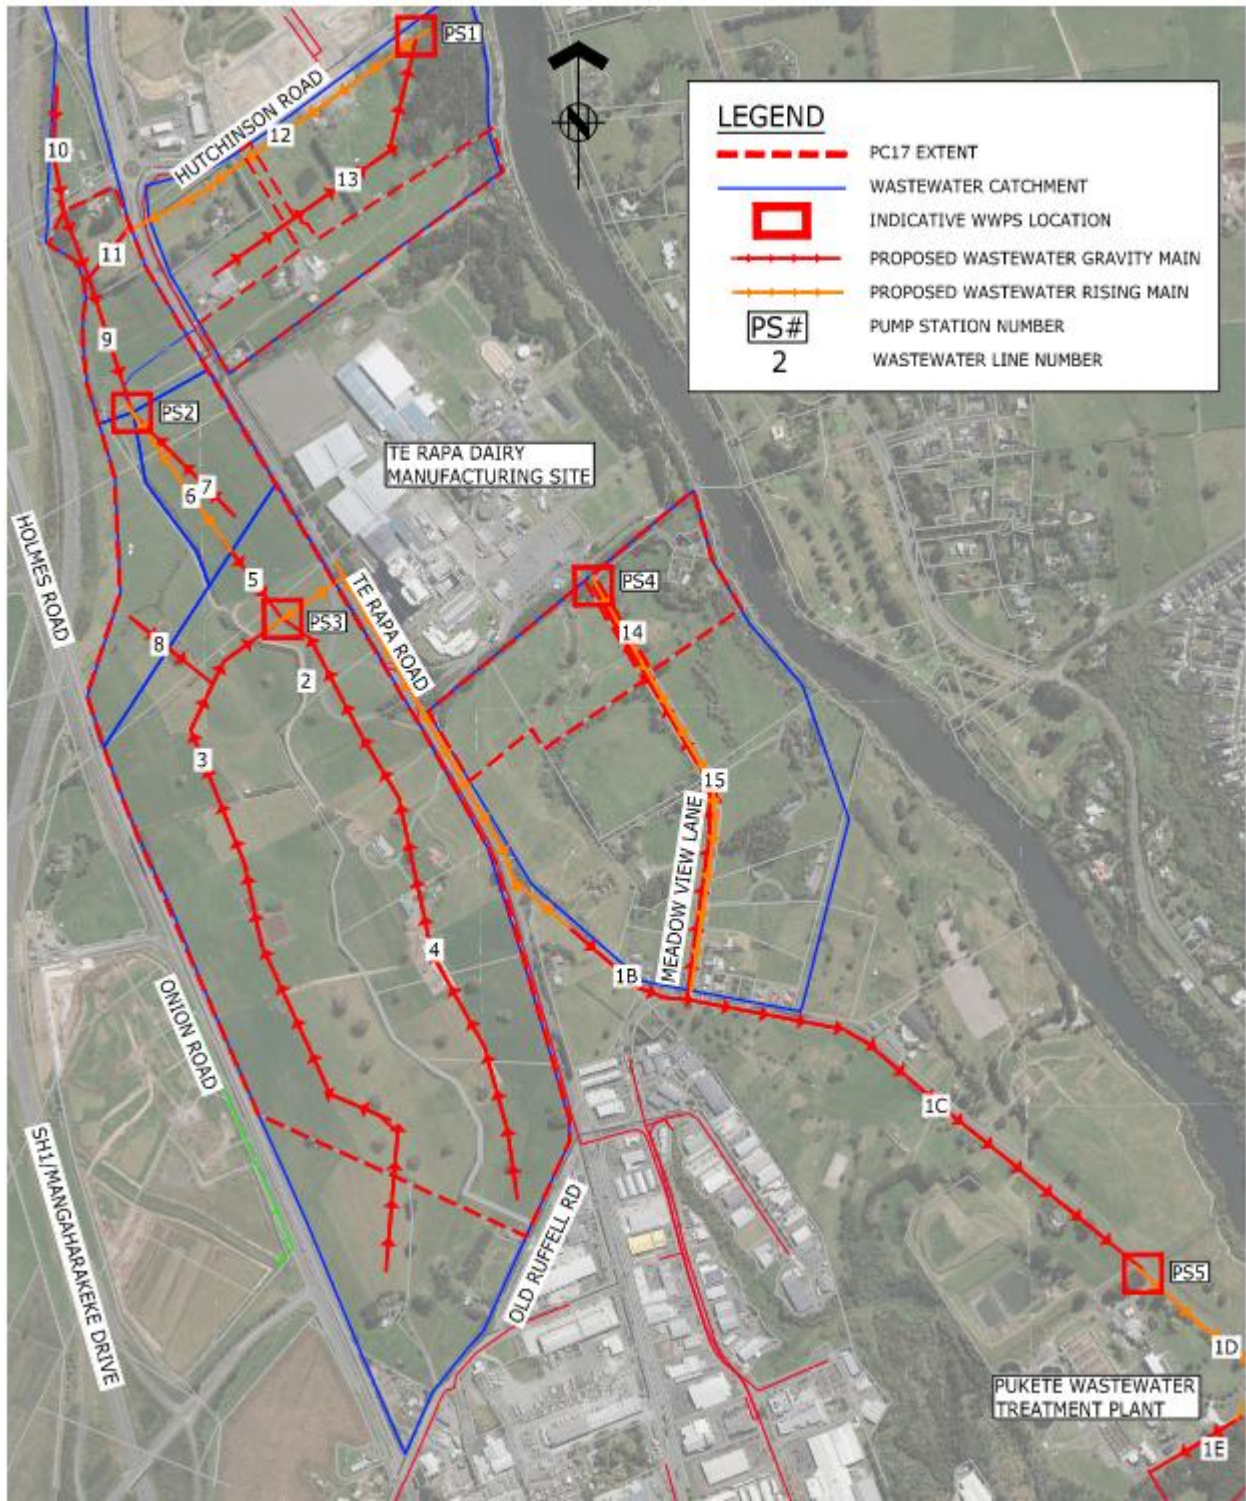 PS1
LEGEND
PC17 EXTENT
WASTEWATER CATCHMENT
INDICATIVE WWPS LOCATION
PROPOSED WASTEWATER GRAVITY MAIN
PROPOSED WASTEWATER RISING MAIN
PS# PUMP STATION NUMBER
2 WASTEWATER LINE NUMBER
HUTCHINSON ROAD
10
12
13
11
9
PS2
TE RAPA DAIRY
MANUFACTURING SITE
6
7
HOLMES ROAD
5
PS3
TE RAPA ROAD
PS4
8
14
2
3
15
MEADOW VIEW LANE
4
1B
ONION ROAD
1C
SH1/MANGAHARAKEKE DRIVE
OLD RUFFELL RD
PS5
1D
PUKETE WASTEWATER
TREATMENT PLANT
1E